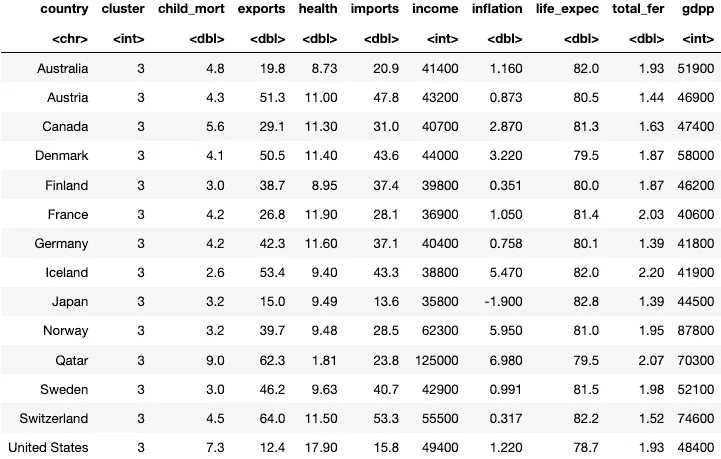 country cluster child_mort exports health imports income inflation life_expec total_fer gdpp
<chr> <int> <dbl> <dbl> <dbl> <dbl> <int> <dbl> <dbl> <dbl> <int>
Australia 3 4.8 19.8 8.73 20.9 41400 1.160 82.0 1.93 51900
Austria 3 4.3 51.3 11.00 47.8 43200 0.873 80.5 1.44 46900
Canada 3 5.6 29.1 11.30 31.0 40700 2.870 81.3 1.63 47400
Denmark 3 4.1 50.5 11.40 43.6 44000 3.220 79.5 1.87 58000
Finland 3 3.0 38.7 8.95 37.4 39800 0.351 80.0 1.87 46200
France 3 4.2 26.8 11.90 28.1 36900 1.050 81.4 2.03 40600
Germany 3 4.2 42.3 11.60 37.1 40400 0.758 80.1 1.39 41800
Iceland 3 2.6 53.4 9.40 43.3 38800 5.470 82.0 2.20 41900
Japan 3 3.2 15.0 9.49 13.6 35800 -1.900 82.8 1.39 44500
Norway 3 3.2 39.7 9.48 28.5 62300 5.950 81.0 1.95 87800
Qatar 3 9.0 62.3 1.81 23.8 125000 6.980 79.5 2.07 70300
Sweden 3 3.0 46.2 9.63 40.7 42900 0.991 81.5 1.98 52100
Switzerland 3 4.5 64.0 11.50 53.3 55500 0.317 82.2 1.52 74600
United States 3 7.3 12.4 17.90 15.8 49400 1.220 78.7 1.93 48400